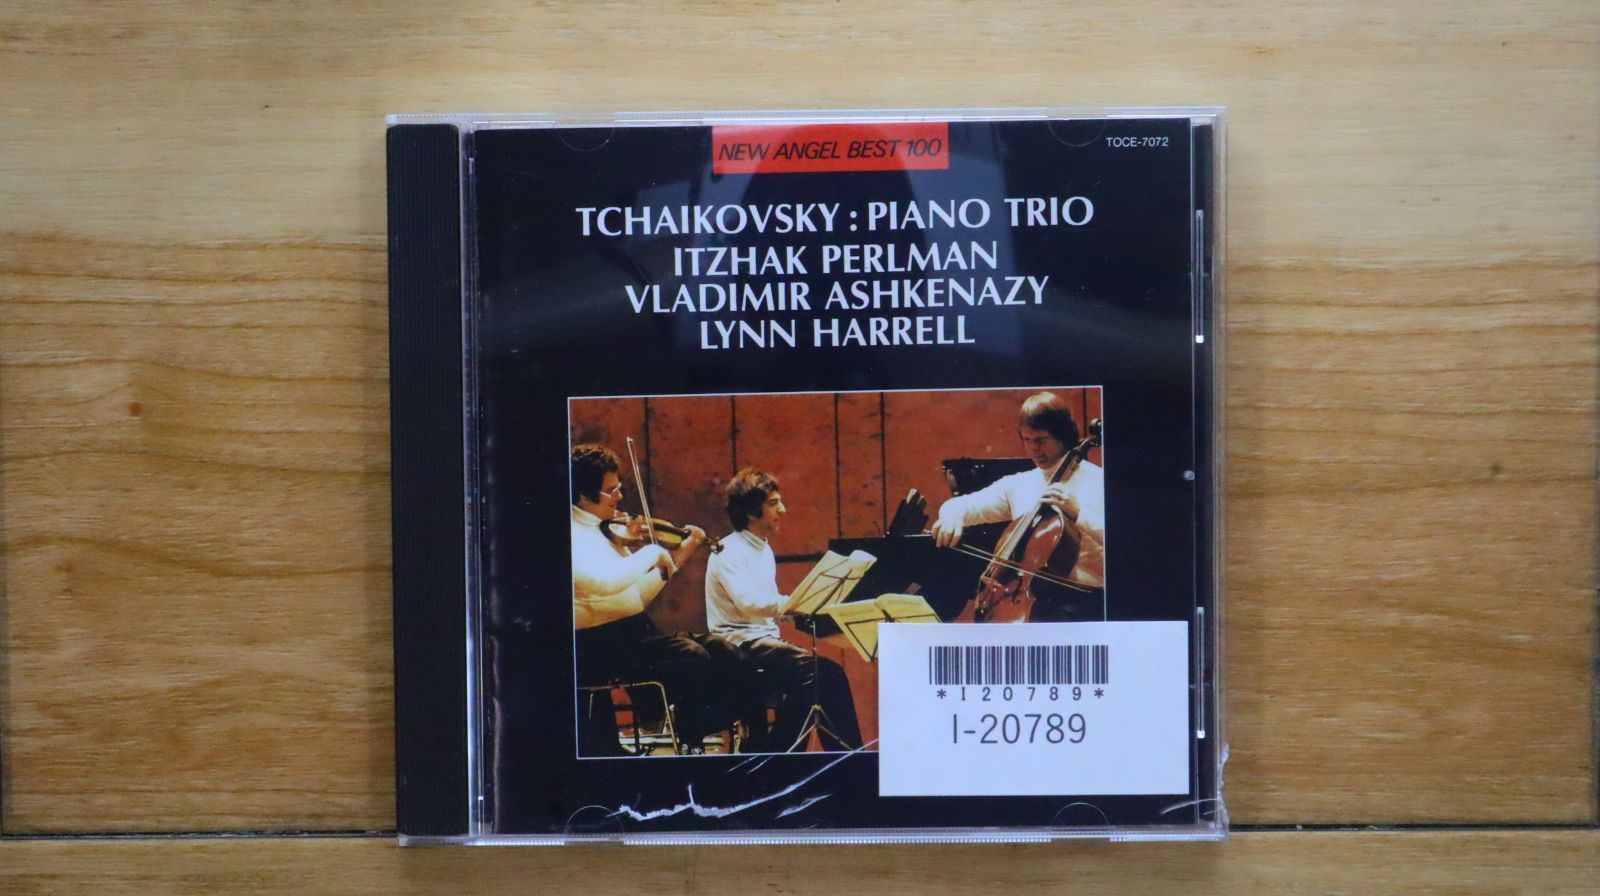 NEW ANGEL BEST 100
TOCE-7072
TCHAIKOVSKY : PIANO TRIO
ITZHAK PERLMAN
VLADIMIR ASHKENAZY
LYNN HARRELL
*I20789*
I-20789